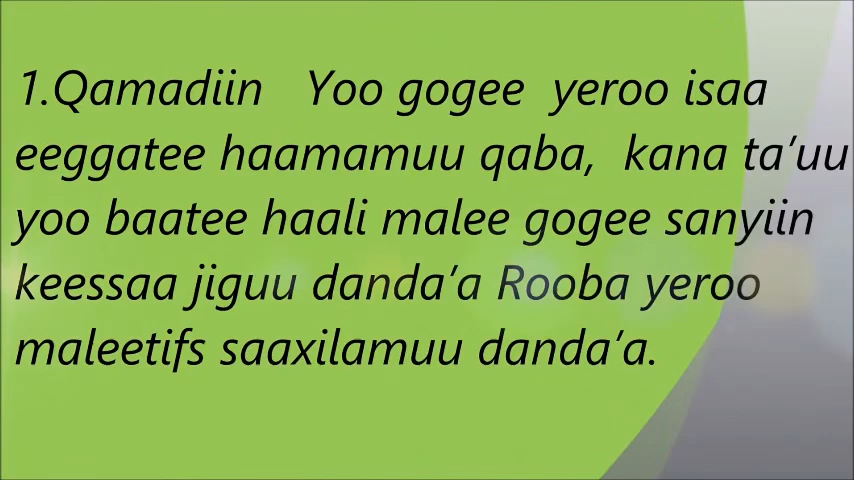 1.Qamadiin Yoo gogee yeroo isaa
eeggatee haamamuu qaba, kana ta’uu
yoo baatee haali malee gogee sanyiin
keessaa jiguu danda’a Rooba yeroo
maleetifs saaxilamuu danda’a.